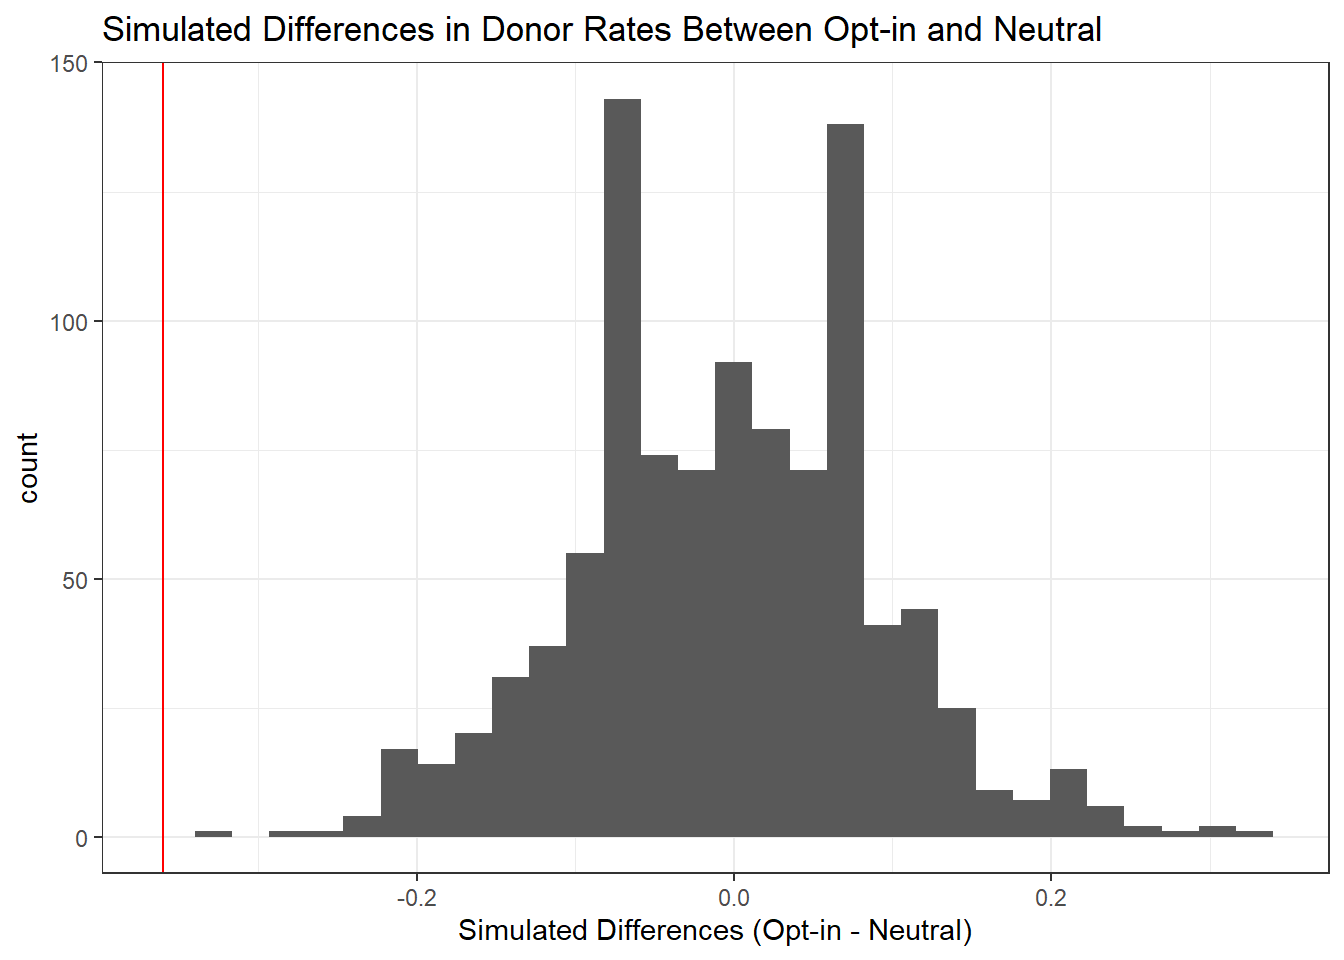 Simulated Differences in Donor Rates Between Opt-in and Neutral
150
100
50
0
count
-0.2 0.0 0.2
Simulated Differences (Opt-in - Neutral)